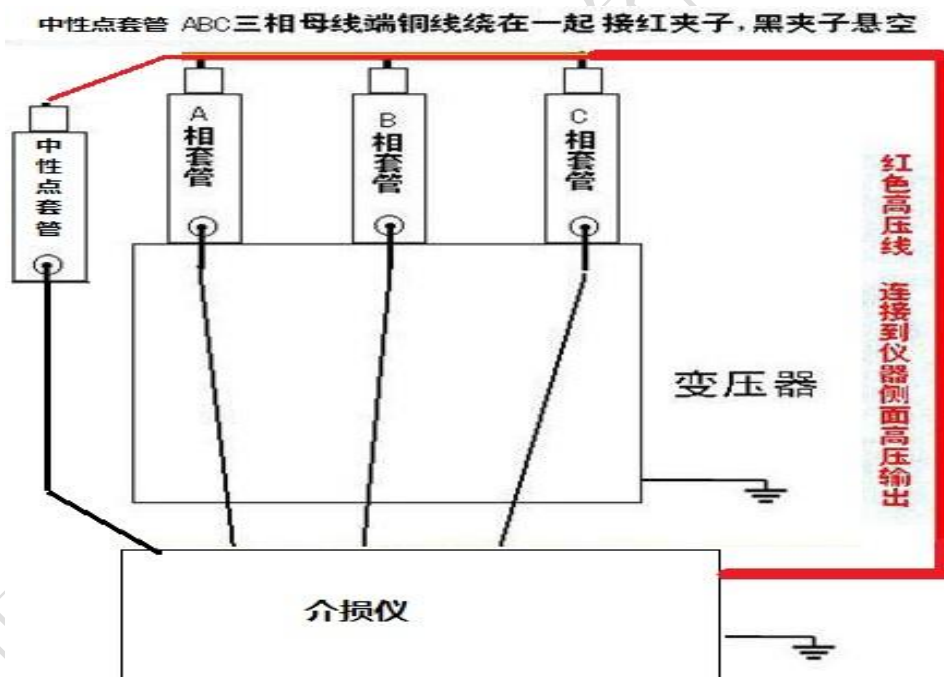 中性点套管 ABC三相母线端铜线绕在一起 接红夹子，黑夹子悬空
中性点套管
A相套管
B相套管
C相套管
红色高压线 连接到仪器侧面高压输出
变压器
介损仪